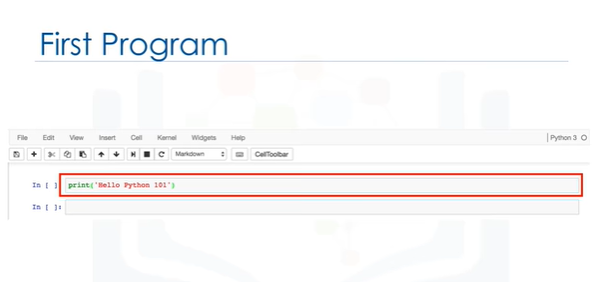 First Program
File Edit View Insert Cell Kernel Widgets Help Python 3
Markdown CellToolbar
In [ ] print('Hello Python 101')
In [ ]: